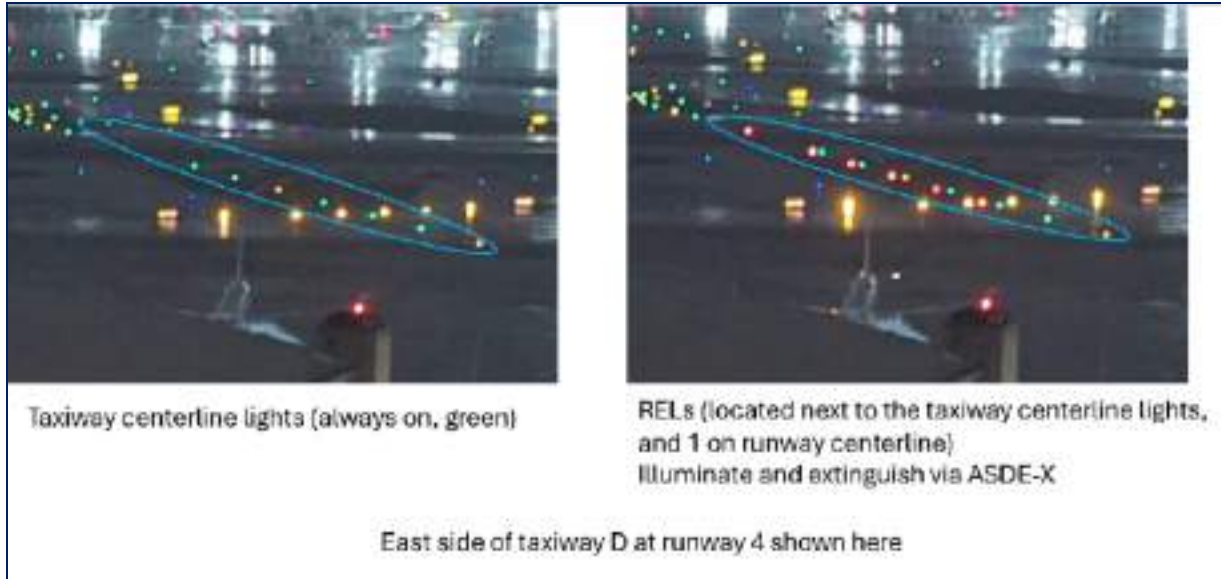 Taxiway centerline lights (always on, green)
RELs (located next to the taxiway centerline lights,
and 1 on runway centerline)
Illuminate and extinguish via ASDE-X
East side of taxiway D at runway 4 shown here